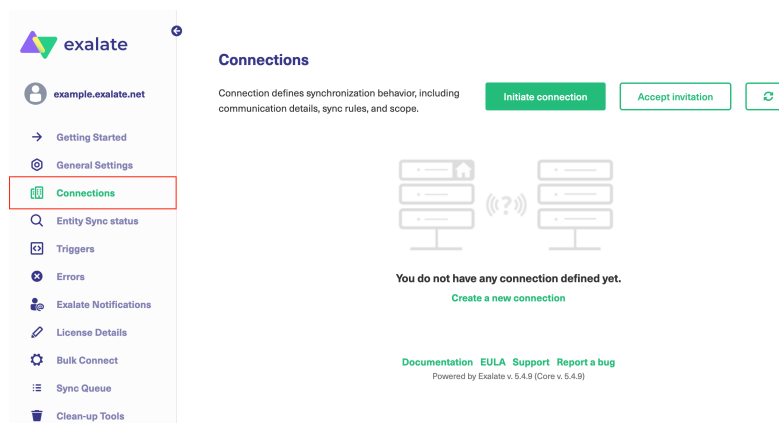 exalate
example.exalate.net
Getting Started
General Settings
Connections
Entity Sync status
Triggers
Errors
Exalate Notifications
License Details
Bulk Connect
Sync Queue
Clean-up Tools
Connections
Connection defines synchronization behavior, including
communication details, sync rules, and scope.
Initiate connection
Accept invitation
((?))
You do not have any connection defined yet.
Create a new connection
Documentation EULA Support Report a bug
Powered by Exalate v. 5.4.9 (Core v. 5.4.9)